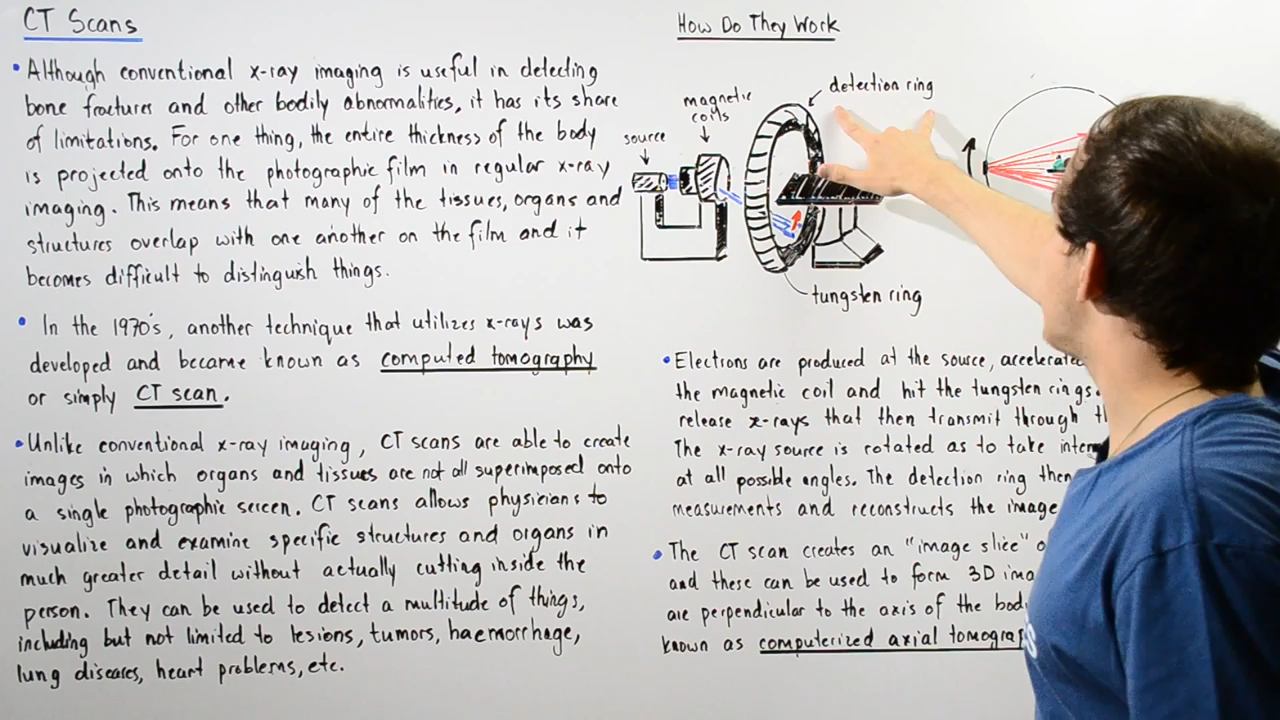 CT Scans
• Although conventional x-ray imaging is useful in detecting
bone fractures and other bodily abnormalities, it has its share
of limitations. For one thing, the entire thickness of the body
is projected onto the photographic film in regular x-ray
imaging. This means that many of the tissues, organs and
structures overlap with one another on the film and it
becomes difficult to distinguish things.
• In the 1970's, another technique that utilizes x-rays was
developed and became known as computed tomography
or simply CT scan.
• Unlike conventional x-ray imaging, CT scans are able to create
images in which organs and tissues are not all superimposed onto
a single photographic screen. CT scans allows physicians to
visualize and examine specific structures and organs in
much greater detail without actually cutting inside the
person. They can be used to detect a multitude of things,
including but not limited to lesions, tumors, haemorrhage,
lung diseases, heart problems, etc.
How Do They Work
detection ring
magnetic
coils
source
tungsten ring
• Electrons are produced at the source, accelerated
the magnetic coil and hit the tungsten rings
release x-rays that then transmit through
The x-ray source is rotated as to take
at all possible angles. The detection ring then
measurements and reconstructs the image
• The CT scan creates an "image slice"
and these can be used to form 3D
are perpendicular to the axis of the
known as computerized axial